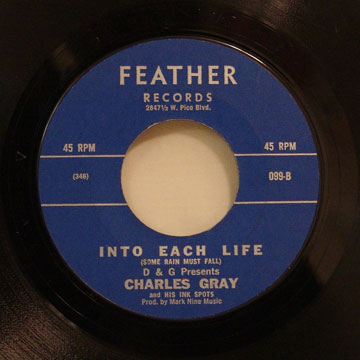 FEATHER
RECORDS
2847½ W. Pico Blvd.
45 RPM 45 RPM
(348) 099-B
INTO EACH LIFE
(SOME RAIN MUST FALL)
D & G Presents
CHARLES GRAY
and HIS INK SPOTS
Prod. by Mark Nine Music